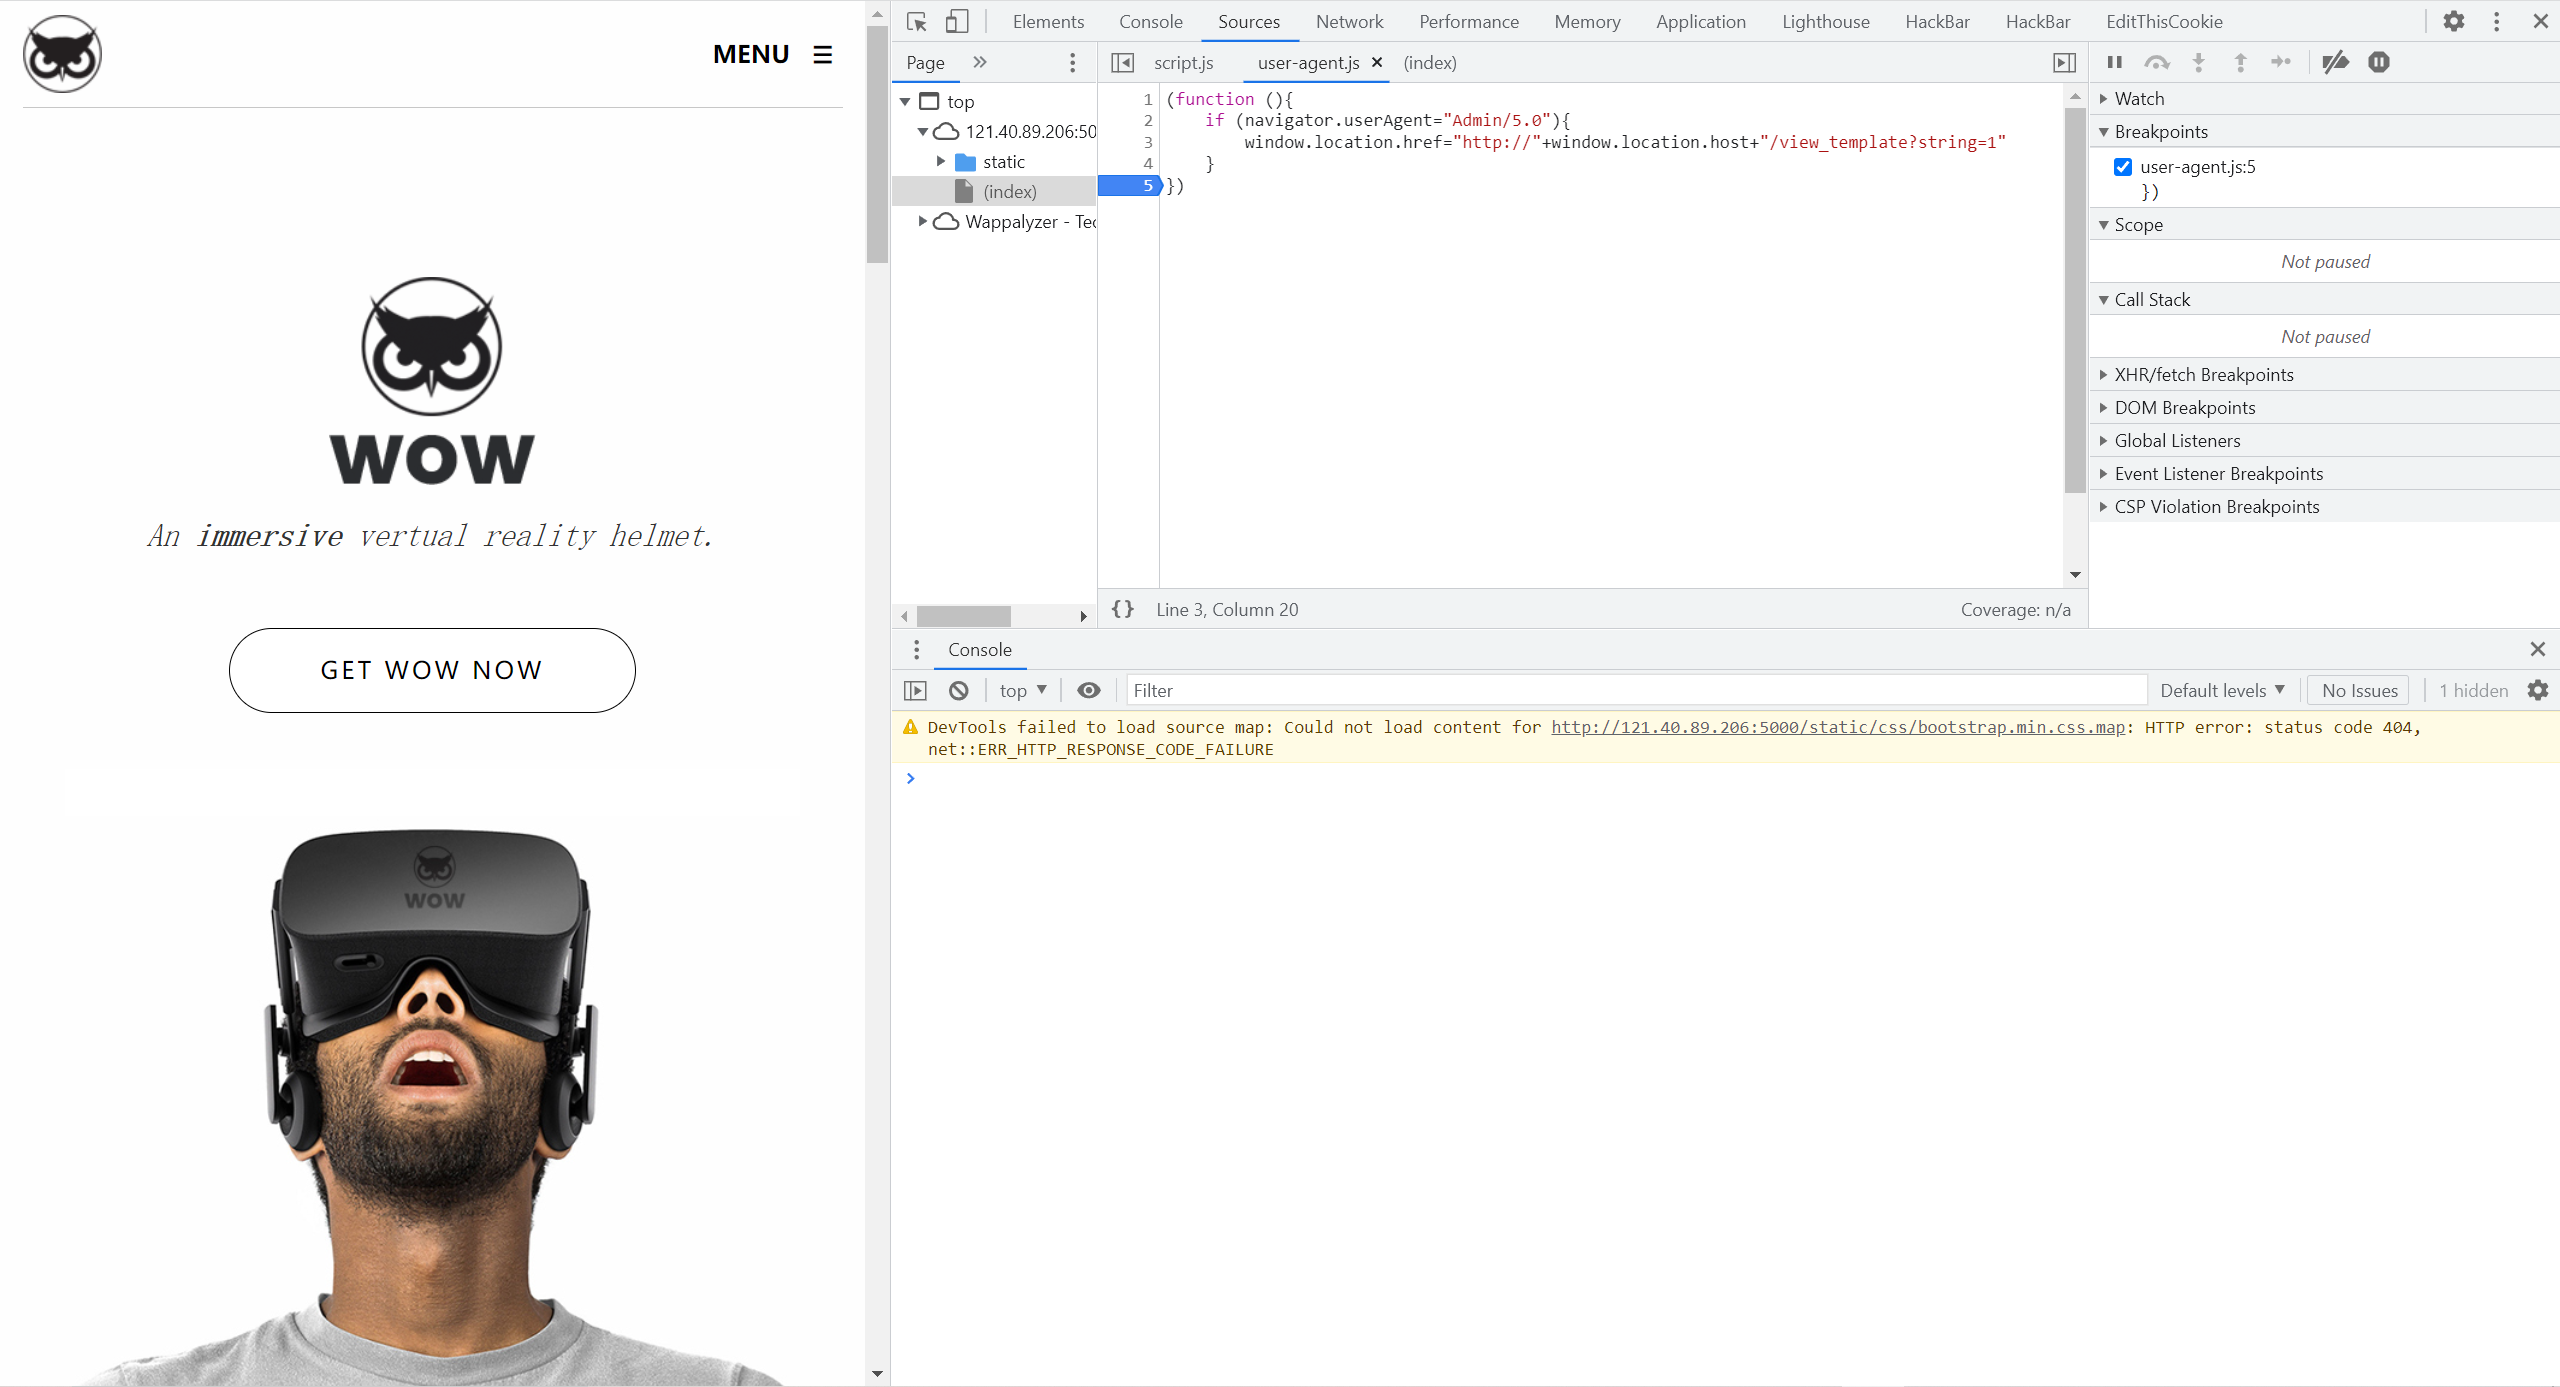 MENU ☰
WOW
An immersive vertual reality helmet.
GET WOW NOW
WOW
Elements Console Sources Network Performance Memory Application Lighthouse HackBar HackBar EditThisCookie
Page
script.js user-agent.js × (index)
top
121.40.89.206:50
static
(index)
Wappalyzer - Tec
1 (function (){
2 if (navigator.userAgent="Admin/5.0"){
3 window.location.href="http://"+window.location.host+"/view_template?string=1"
4 }
5 })
{} Line 3, Column 20 Coverage: n/a
Watch
Breakpoints
user-agent.js:5
})
Scope
Not paused
Call Stack
Not paused
XHR/fetch Breakpoints
DOM Breakpoints
Global Listeners
Event Listener Breakpoints
CSP Violation Breakpoints
Console
top Filter Default levels No Issues 1 hidden
DevTools failed to load source map: Could not load content for http://121.40.89.206:5000/static/css/bootstrap.min.css.map: HTTP error: status code 404,
net::ERR_HTTP_RESPONSE_CODE_FAILURE